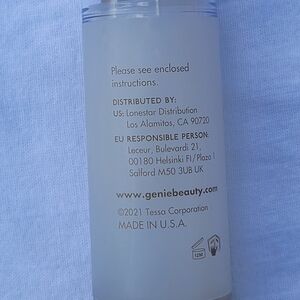 Please see enclosed
instructions.
DISTRIBUTED BY:
US: Lonestar Distribution
Los Alamitos, CA 90720
EU RESPONSIBLE PERSON:
Leceur, Bulevardi 21,
00180 Helsinki FI/Plaza 1
Salford M50 3UB UK
www.geniebeauty.com
©2021 Tessa Corporation
MADE IN U.S.A.
12M